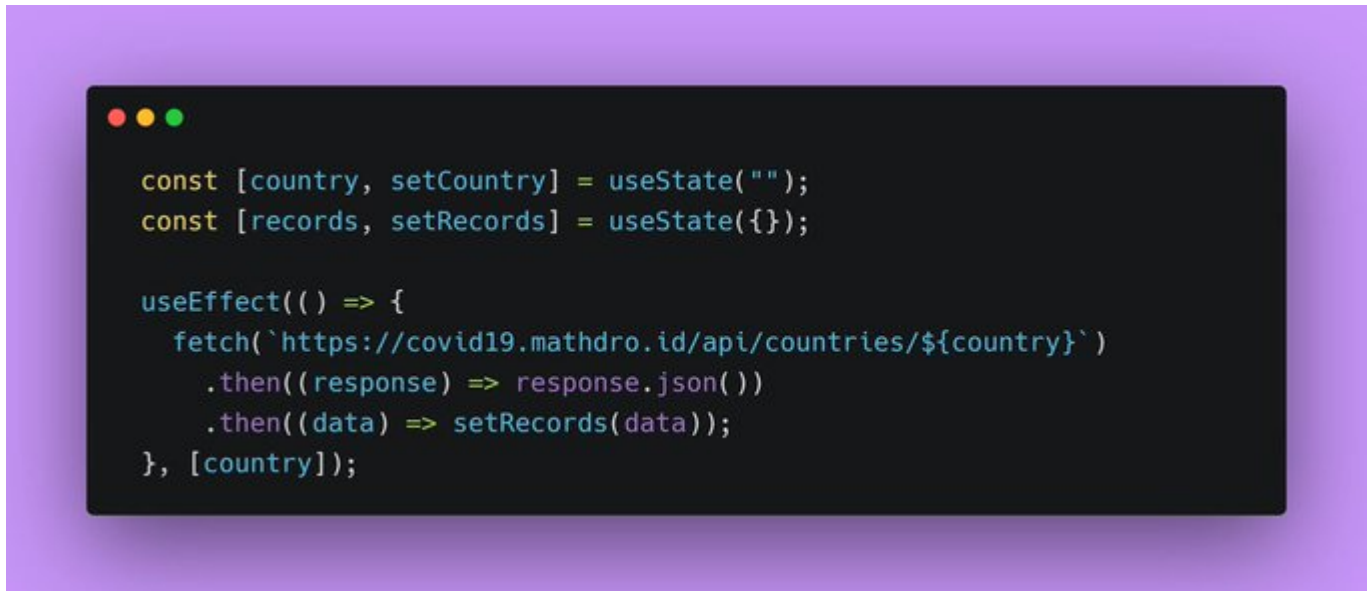 const [country, setCountry] = useState("");
const [records, setRecords] = useState({});
useEffect(() => {
fetch(`https://covid19.mathdro.id/api/countries/${country}`)
.then((response) => response.json())
.then((data) => setRecords(data));
}, [country]);